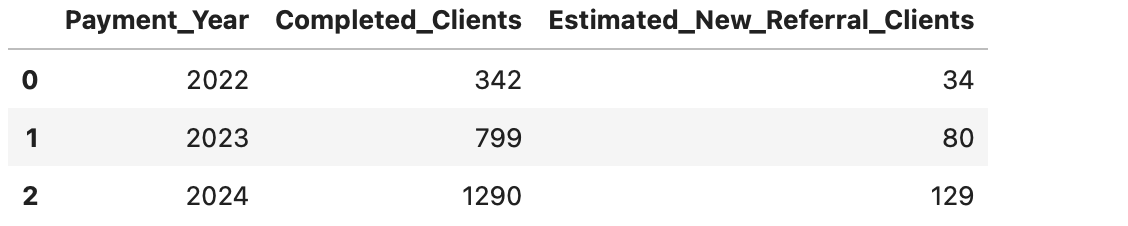 Payment_Year Completed_Clients Estimated_New_Referral_Clients
0 2022 342 34
1 2023 799 80
2 2024 1290 129